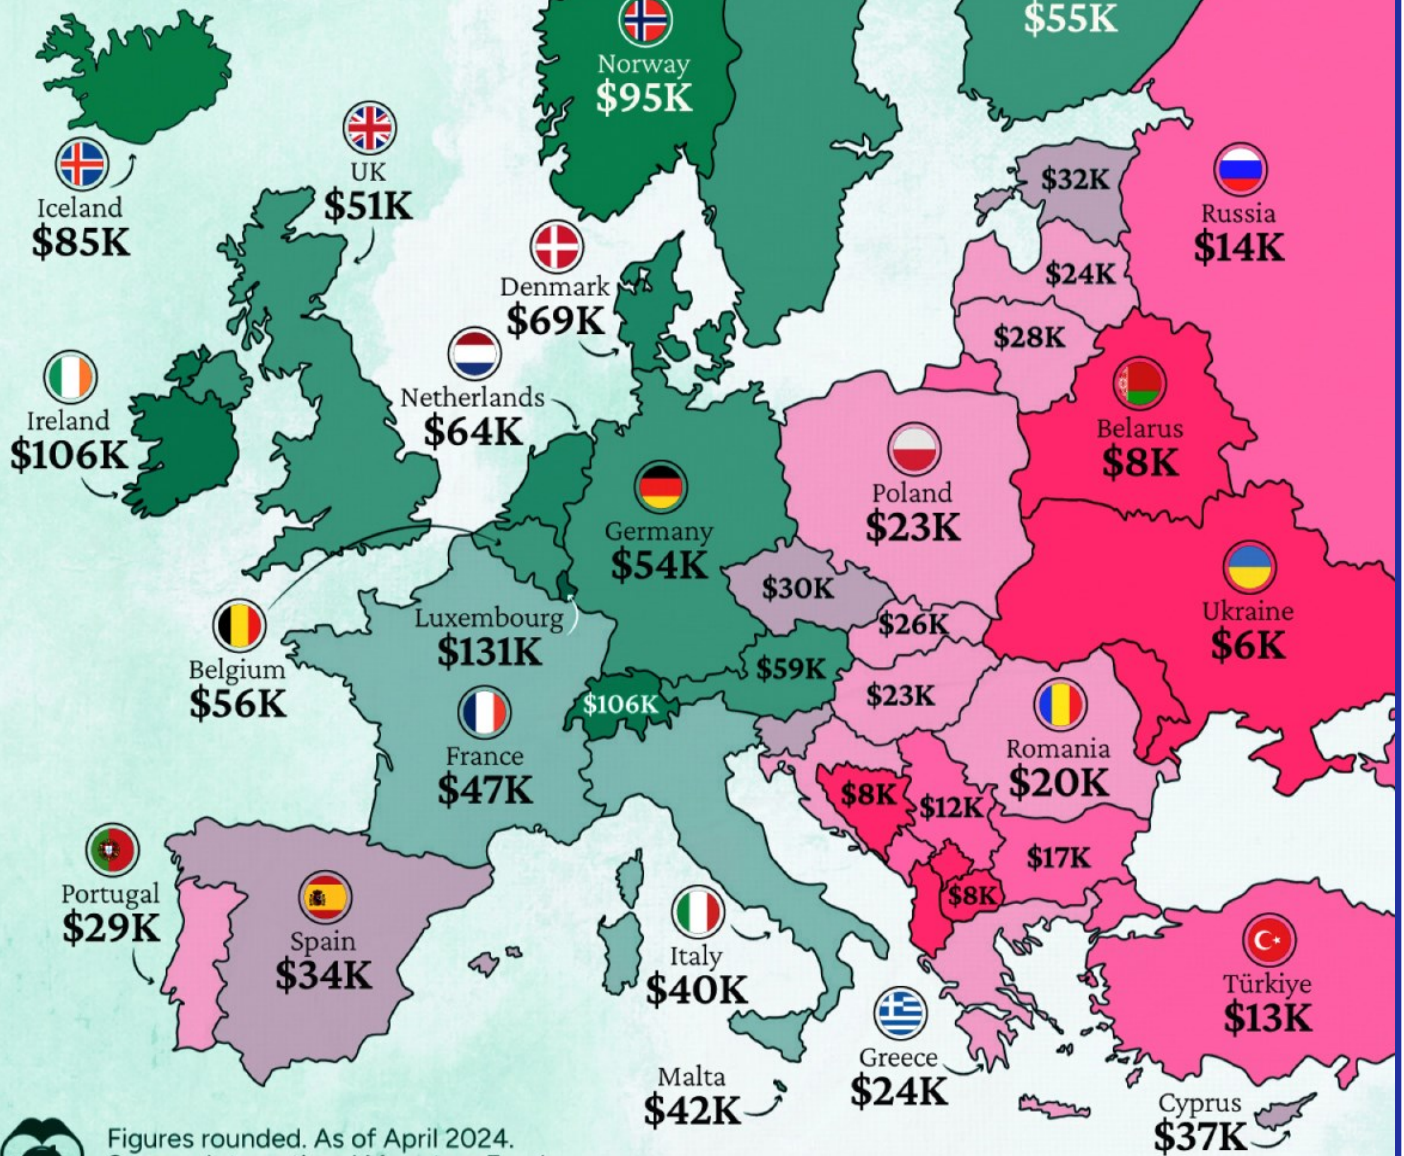 $55K
Norway
$95K
UK
$51K
Iceland
$85K
$32K
Russia
$14K
$24K
Denmark
$69K
$28K
Netherlands
$64K
Ireland
$106K
Belarus
$8K
Poland
$23K
Germany
$54K
$30K
Ukraine
$6K
Luxembourg
$131K
$26K
Belgium
$56K
$59K
$106K
$23K
France
$47K
Romania
$20K
$8K
$12K
$17K
Portugal
$29K
$8K
Spain
$34K
Italy
$40K
Türkiye
$13K
Greece
$24K
Malta
$42K
Cyprus
$37K
Figures rounded. As of April 2024.